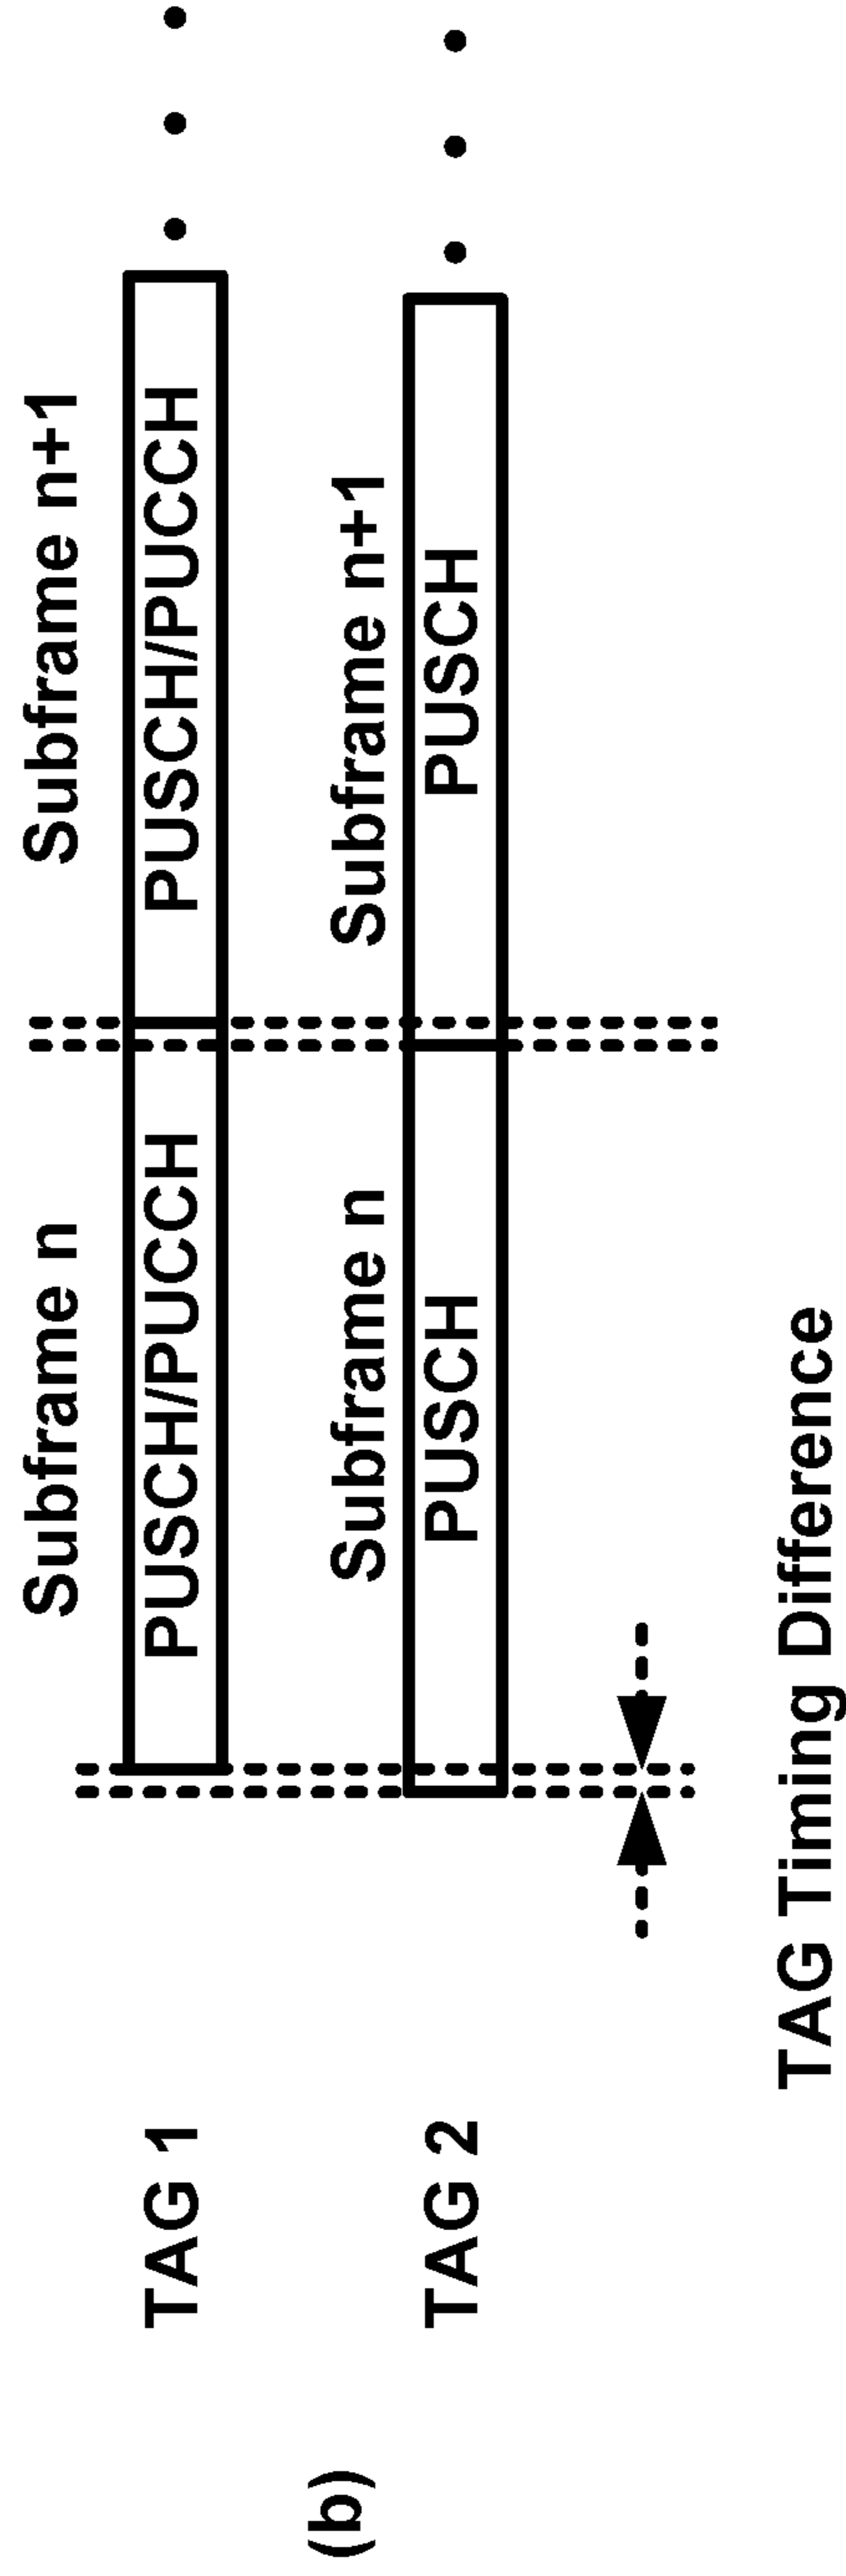 Subframe n
Subframe n+1
TAG 1
PUSCH/PUCCH
PUSCH/PUCCH
(b)
Subframe n
Subframe n+1
TAG 2
PUSCH
PUSCH
TAG Timing Difference